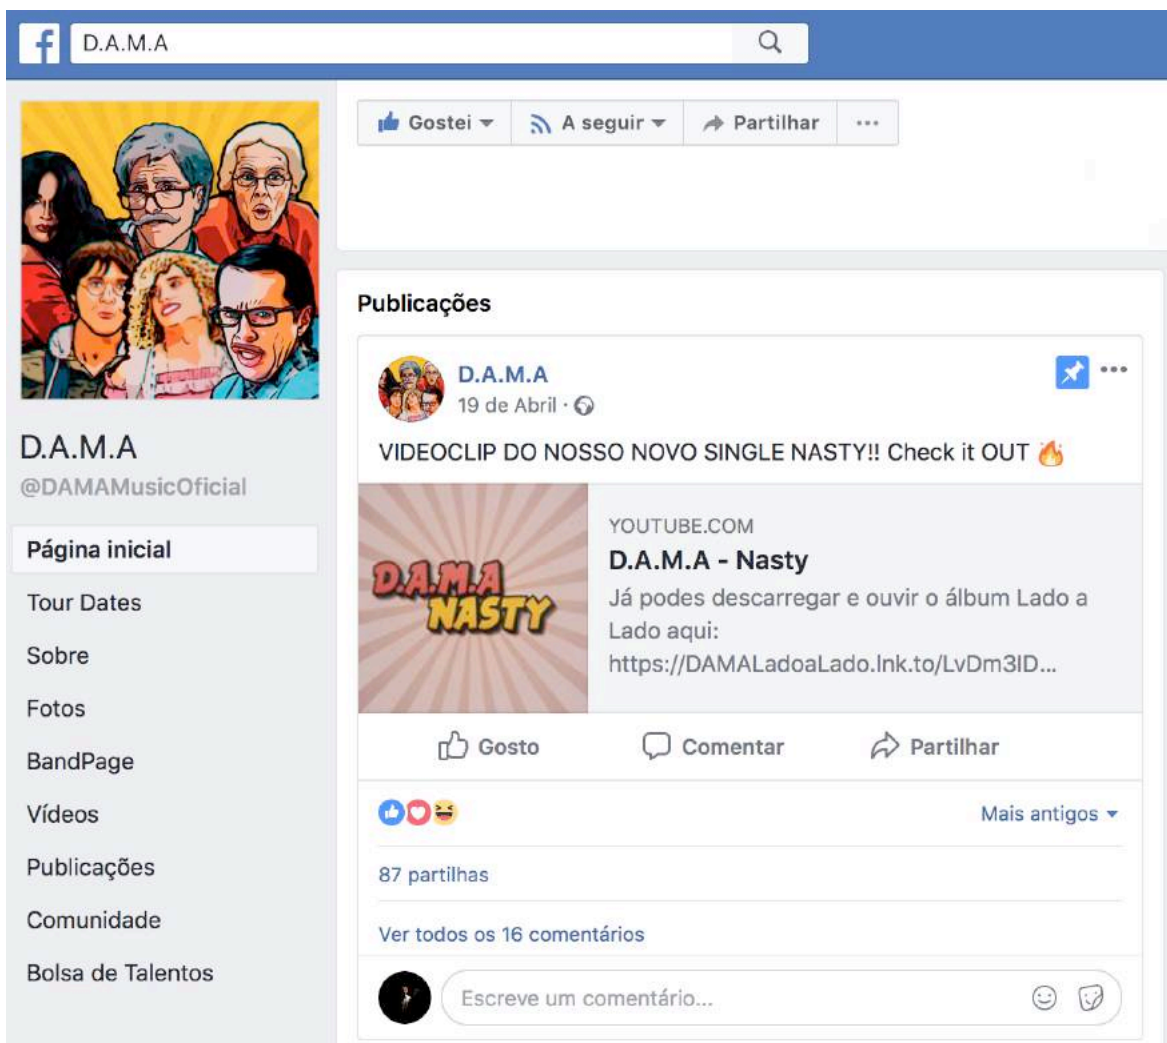 D.A.M.A
Gostei
A seguir
Partilhar
D.A.M.A
@DAMAMusicOficial
Página inicial
Tour Dates
Sobre
Fotos
BandPage
Vídeos
Publicações
Comunidade
Bolsa de Talentos
Publicações
D.A.M.A
19 de Abril ·
VIDEOCLIP DO NOSSO NOVO SINGLE NASTY!! Check it OUT 🔥
D.A.M.A
NASTY
YOUTUBE.COM
D.A.M.A - Nasty
Já podes descarregar e ouvir o álbum Lado a
Lado aqui:
https://DAMALadoaLado.lnk.to/LvDm3ID...
Gosto
Comentar
Partilhar
Mais antigos
87 partilhas
Ver todos os 16 comentários
Escreve um comentário...